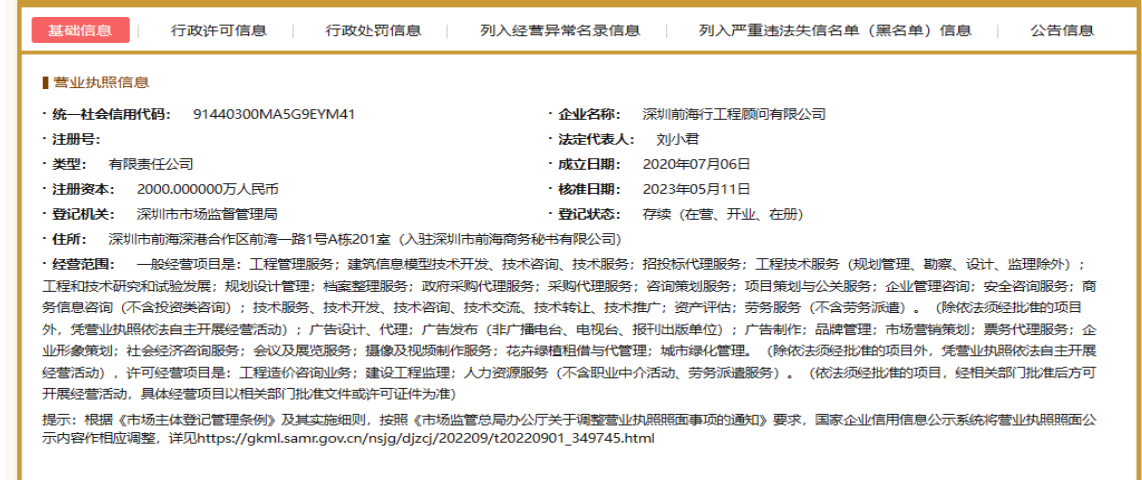 基础信息 行政许可信息 行政处罚信息 列入经营异常名录信息 列入严重违法失信名单（黑名单）信息 公告信息
营业执照信息
· 统一社会信用代码： 91440300MA5G9EYM41 · 企业名称： 深圳前海行工程顾问有限公司
· 注册号： · 法定代表人： 刘小君
· 类型： 有限责任公司 · 成立日期： 2020年07月06日
· 注册资本： 2000.000000万人民币 · 核准日期： 2023年05月11日
· 登记机关： 深圳市市场监督管理局 · 登记状态： 存续（在营、开业、在册）
· 住所： 深圳市前海深港合作区前湾一路1号A栋201室（入驻深圳市前海商务秘书有限公司）
· 经营范围： 一般经营项目是：工程管理服务；建筑信息模型技术开发、技术咨询、技术服务；招投标代理服务；工程技术服务（规划管理、勘察、设计、监理除外）；
工程和技术研究和试验发展；规划设计管理；档案整理服务；政府采购代理服务；采购代理服务；咨询策划服务；项目策划与公关服务；企业管理咨询；安全咨询服务；商
务信息咨询（不含投资类咨询）；技术服务、技术开发、技术咨询、技术交流、技术转让、技术推广；资产评估；劳务服务（不含劳务派遣）。（除依法须经批准的项目
外，凭营业执照依法自主开展经营活动）；广告设计、代理；广告发布（非广播电台、电视台、报刊出版单位）；广告制作；品牌管理；市场营销策划；票务代理服务；企
业形象策划；社会经济咨询服务；会议及展览服务；摄像及视频制作服务；花卉绿植租借与代管理；城市绿化管理。（除依法须经批准的项目外，凭营业执照依法自主开展
经营活动），许可经营项目是：工程造价咨询业务；建设工程监理；人力资源服务（不含职业中介活动、劳务派遣服务）。（依法须经批准的项目，经相关部门批准后方可
开展经营活动，具体经营项目以相关部门批准文件或许可证件为准）
提示：根据《市场主体登记管理条例》及其实施细则，按照《市场监管总局办公厅关于调整营业执照照面事项的通知》要求，国家企业信用信息公示系统将营业执照照面公
示内容作相应调整，详见https://gkml.samr.gov.cn/nsjg/djzcj/202209/t20220901_349745.html